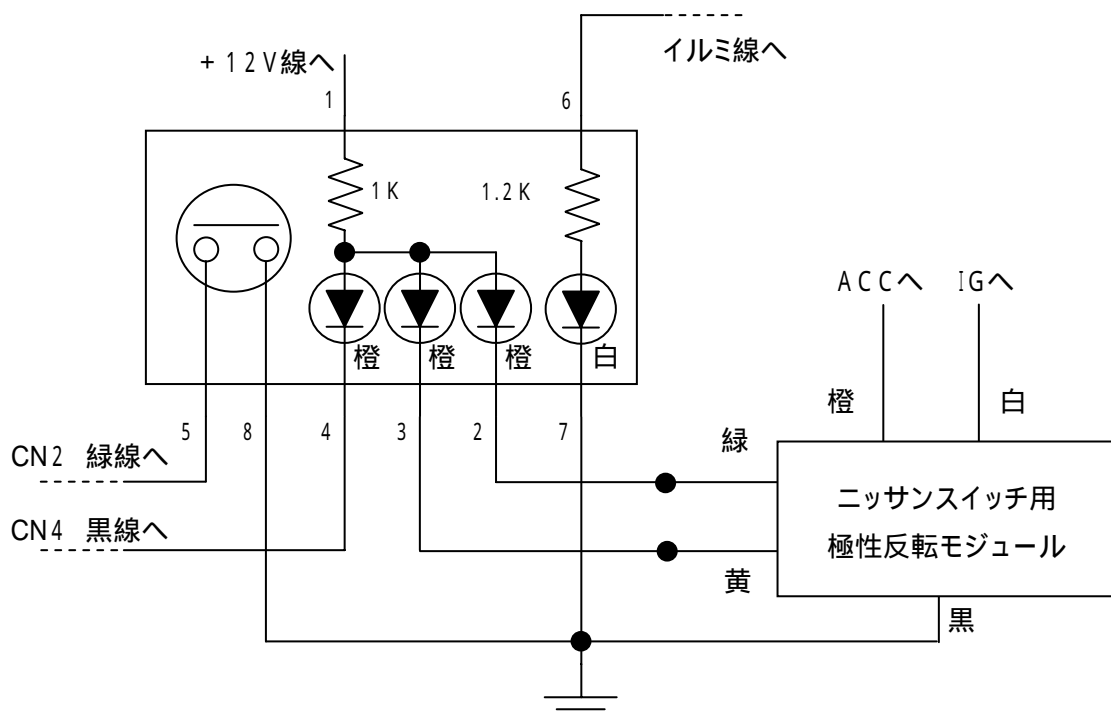 イルミ線へ
+12V線へ
1
6
1K
1.2K
橙
橙
橙
白
ACCへ
IGへ
橙
白
5
8
4
3
2
7
緑
CN2 緑線へ
CN4 黒線へ
ニッサンスイッチ用
極性反転モジュール
黄
黒